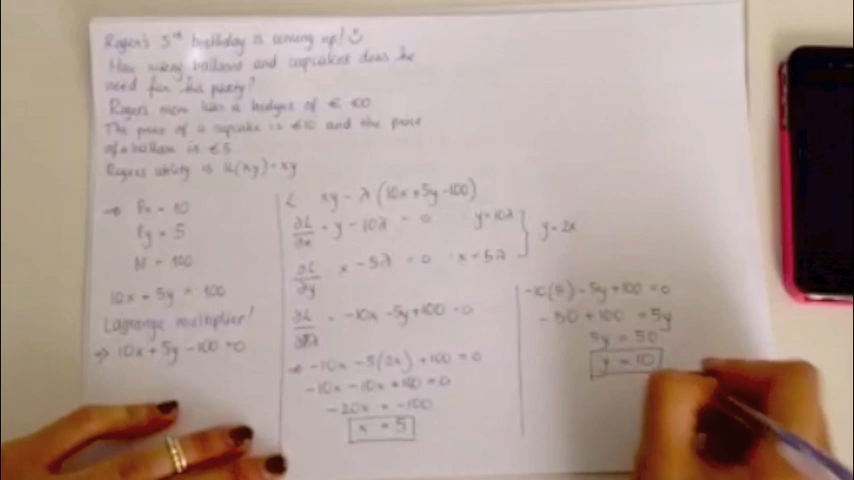 Roger's 5th birthday is coming up! ☺
How many balloons and cupcakes does he
need for his party?
Rogers mom has a budget of € 100
The price of a cupcake is €10 and the price
of a balloon is €5
Rogers utility is U(xy) = xy
→ Px = 10
Py = 5
M = 100
10x + 5y = 100
Lagrange multiplier!
⇒ 10x + 5y - 100 = 0
L xy - λ (10x + 5y - 100)
∂L/∂x = y - 10λ = 0 y = 10λ
y = 2x
∂L/∂y x - 5λ = 0 x = 5λ
∂L/∂λ = -10x - 5y + 100 = 0
⇒ -10x - 5(2x) + 100 = 0
-10x - 10x + 100 = 0
-20x = -100
x = 5
-10(5) - 5y + 100 = 0
-50 + 100 = 5y
5y = 50
y = 10